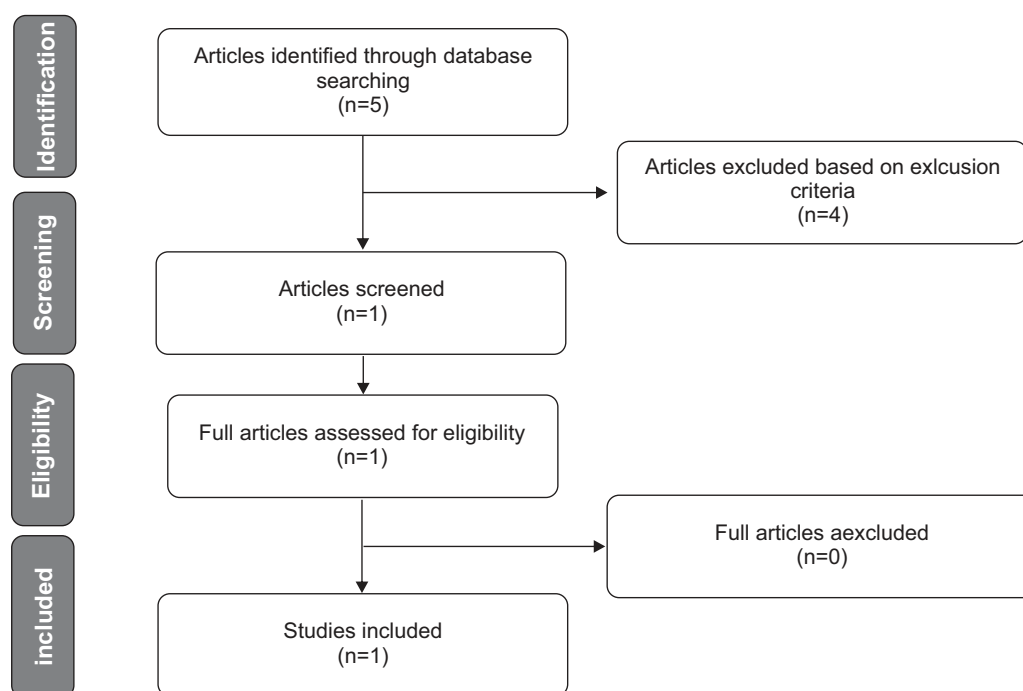 Identification
Articles identified through database
searching
(n=5)
Articles excluded based on exlcusion
criteria
(n=4)
Screening
Articles screened
(n=1)
Eligibility
Full articles assessed for eligibility
(n=1)
Full articles aexcluded
(n=0)
included
Studies included
(n=1)